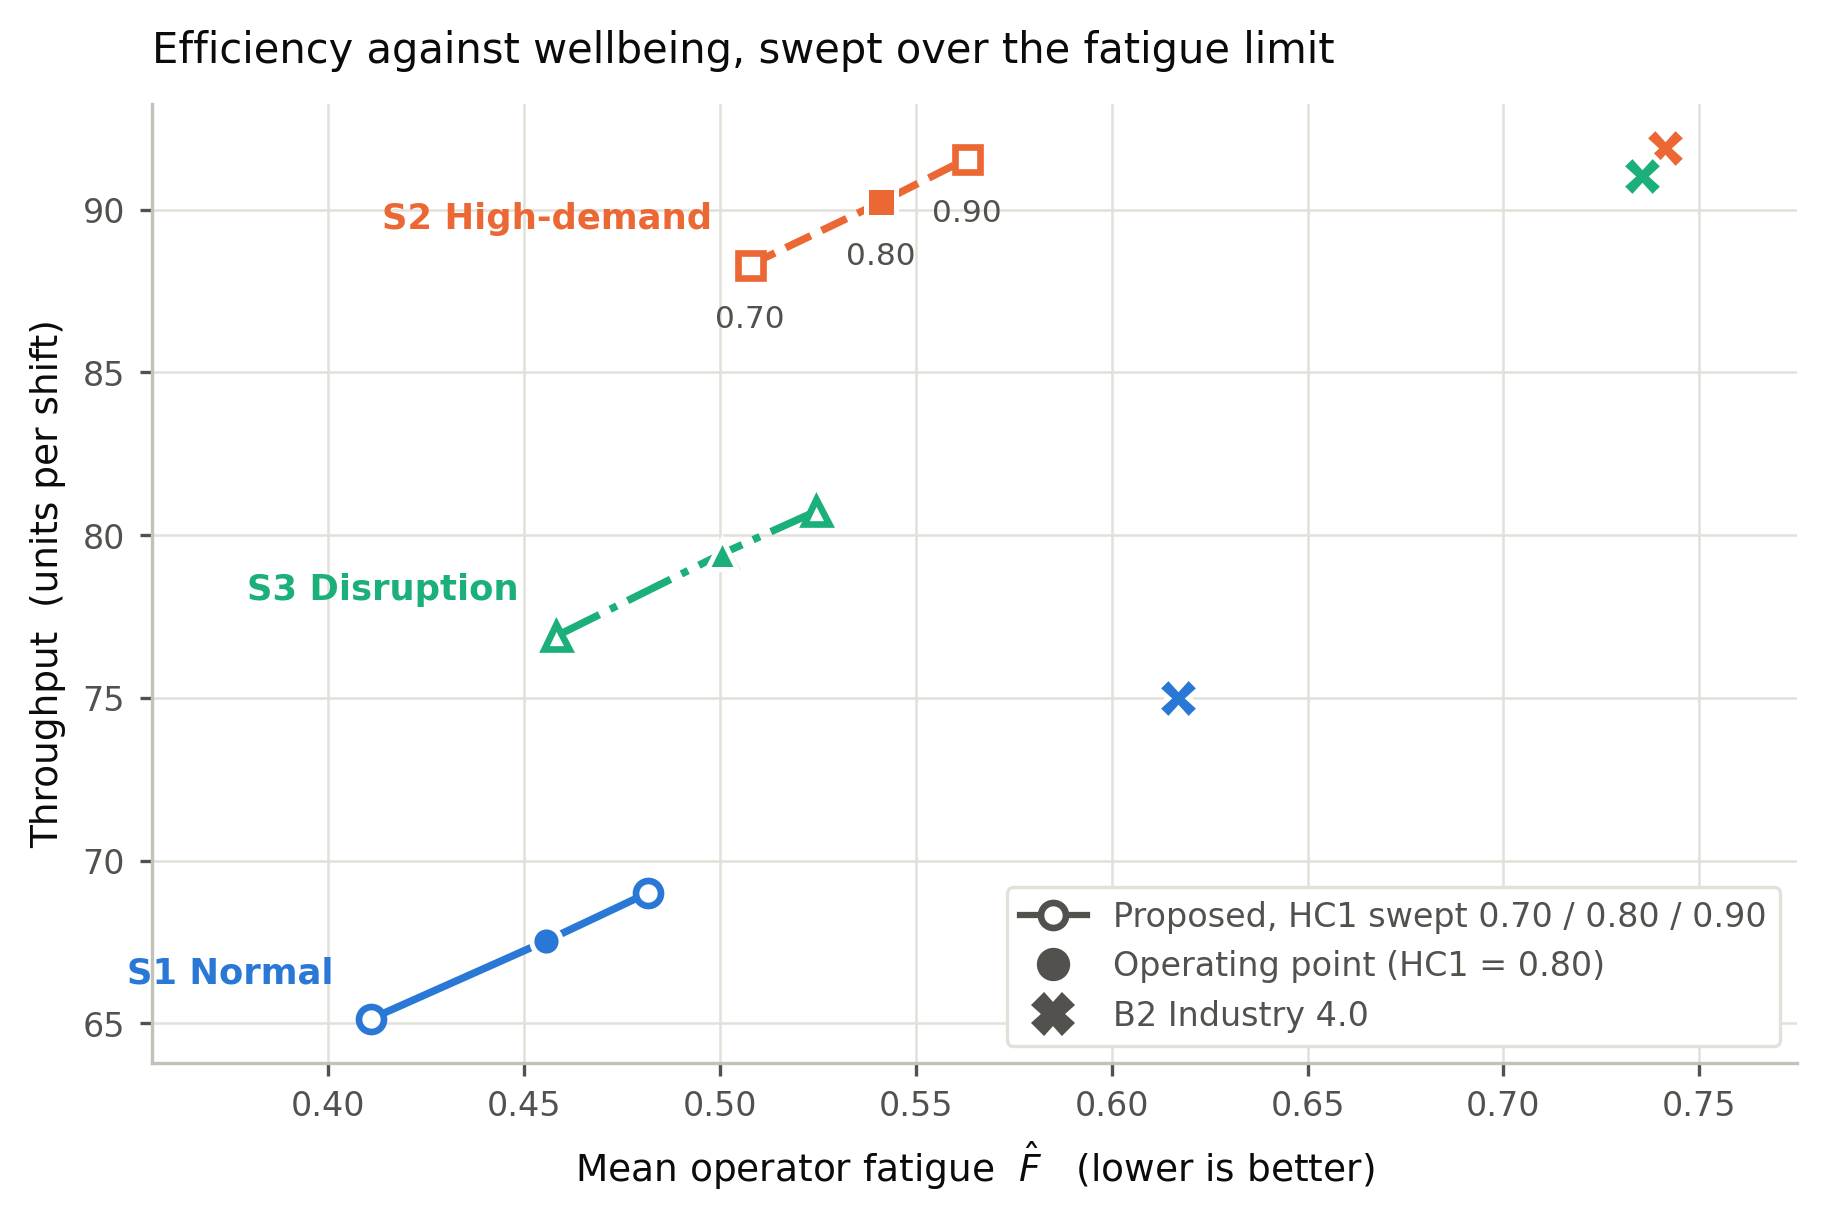 Efficiency against wellbeing, swept over the fatigue limit
Throughput (units per shift)
90
85
80
75
70
65
S2 High-demand
0.90
0.80
0.70
S3 Disruption
S1 Normal
Proposed, HC1 swept 0.70 / 0.80 / 0.90
Operating point (HC1 = 0.80)
B2 Industry 4.0
0.40 0.45 0.50 0.55 0.60 0.65 0.70 0.75
Mean operator fatigue F̂ (lower is better)